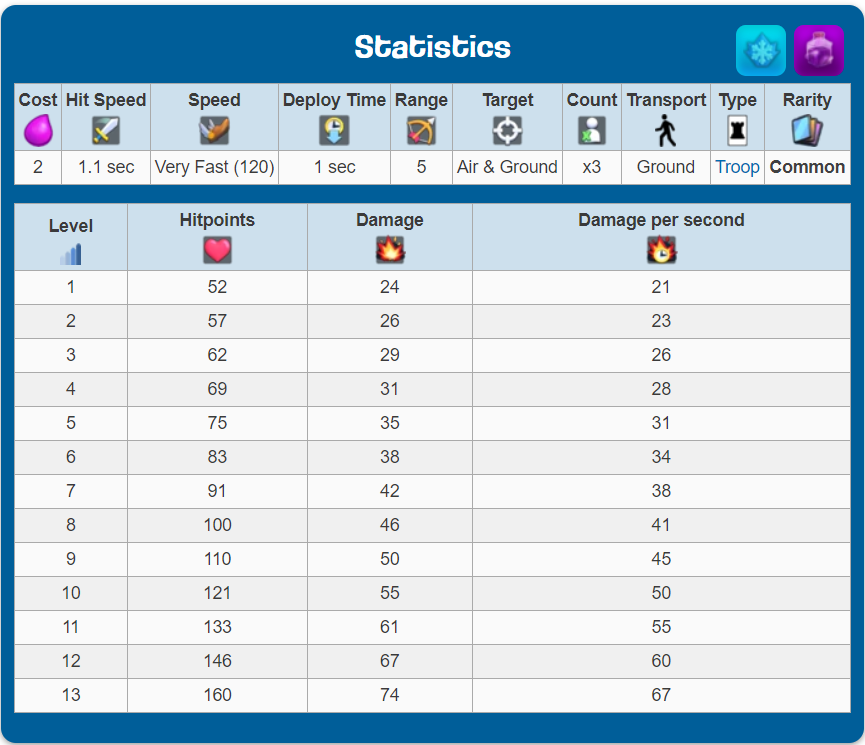 Statistics
Cost Hit Speed Speed Deploy Time Range Target Count Transport Type Rarity
2 1.1 sec Very Fast (120) 1 sec 5 Air & Ground x3 Ground Troop Common
Level Hitpoints Damage Damage per second
1 52 24 21
2 57 26 23
3 62 29 26
4 69 31 28
5 75 35 31
6 83 38 34
7 91 42 38
8 100 46 41
9 110 50 45
10 121 55 50
11 133 61 55
12 146 67 60
13 160 74 67